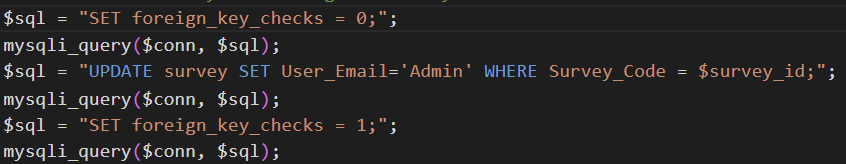 $sql = "SET foreign_key_checks = 0;";
mysqli_query($conn, $sql);
$sql = "UPDATE survey SET User_Email='Admin' WHERE Survey_Code = $survey_id;";
mysqli_query($conn, $sql);
$sql = "SET foreign_key_checks = 1;";
mysqli_query($conn, $sql);